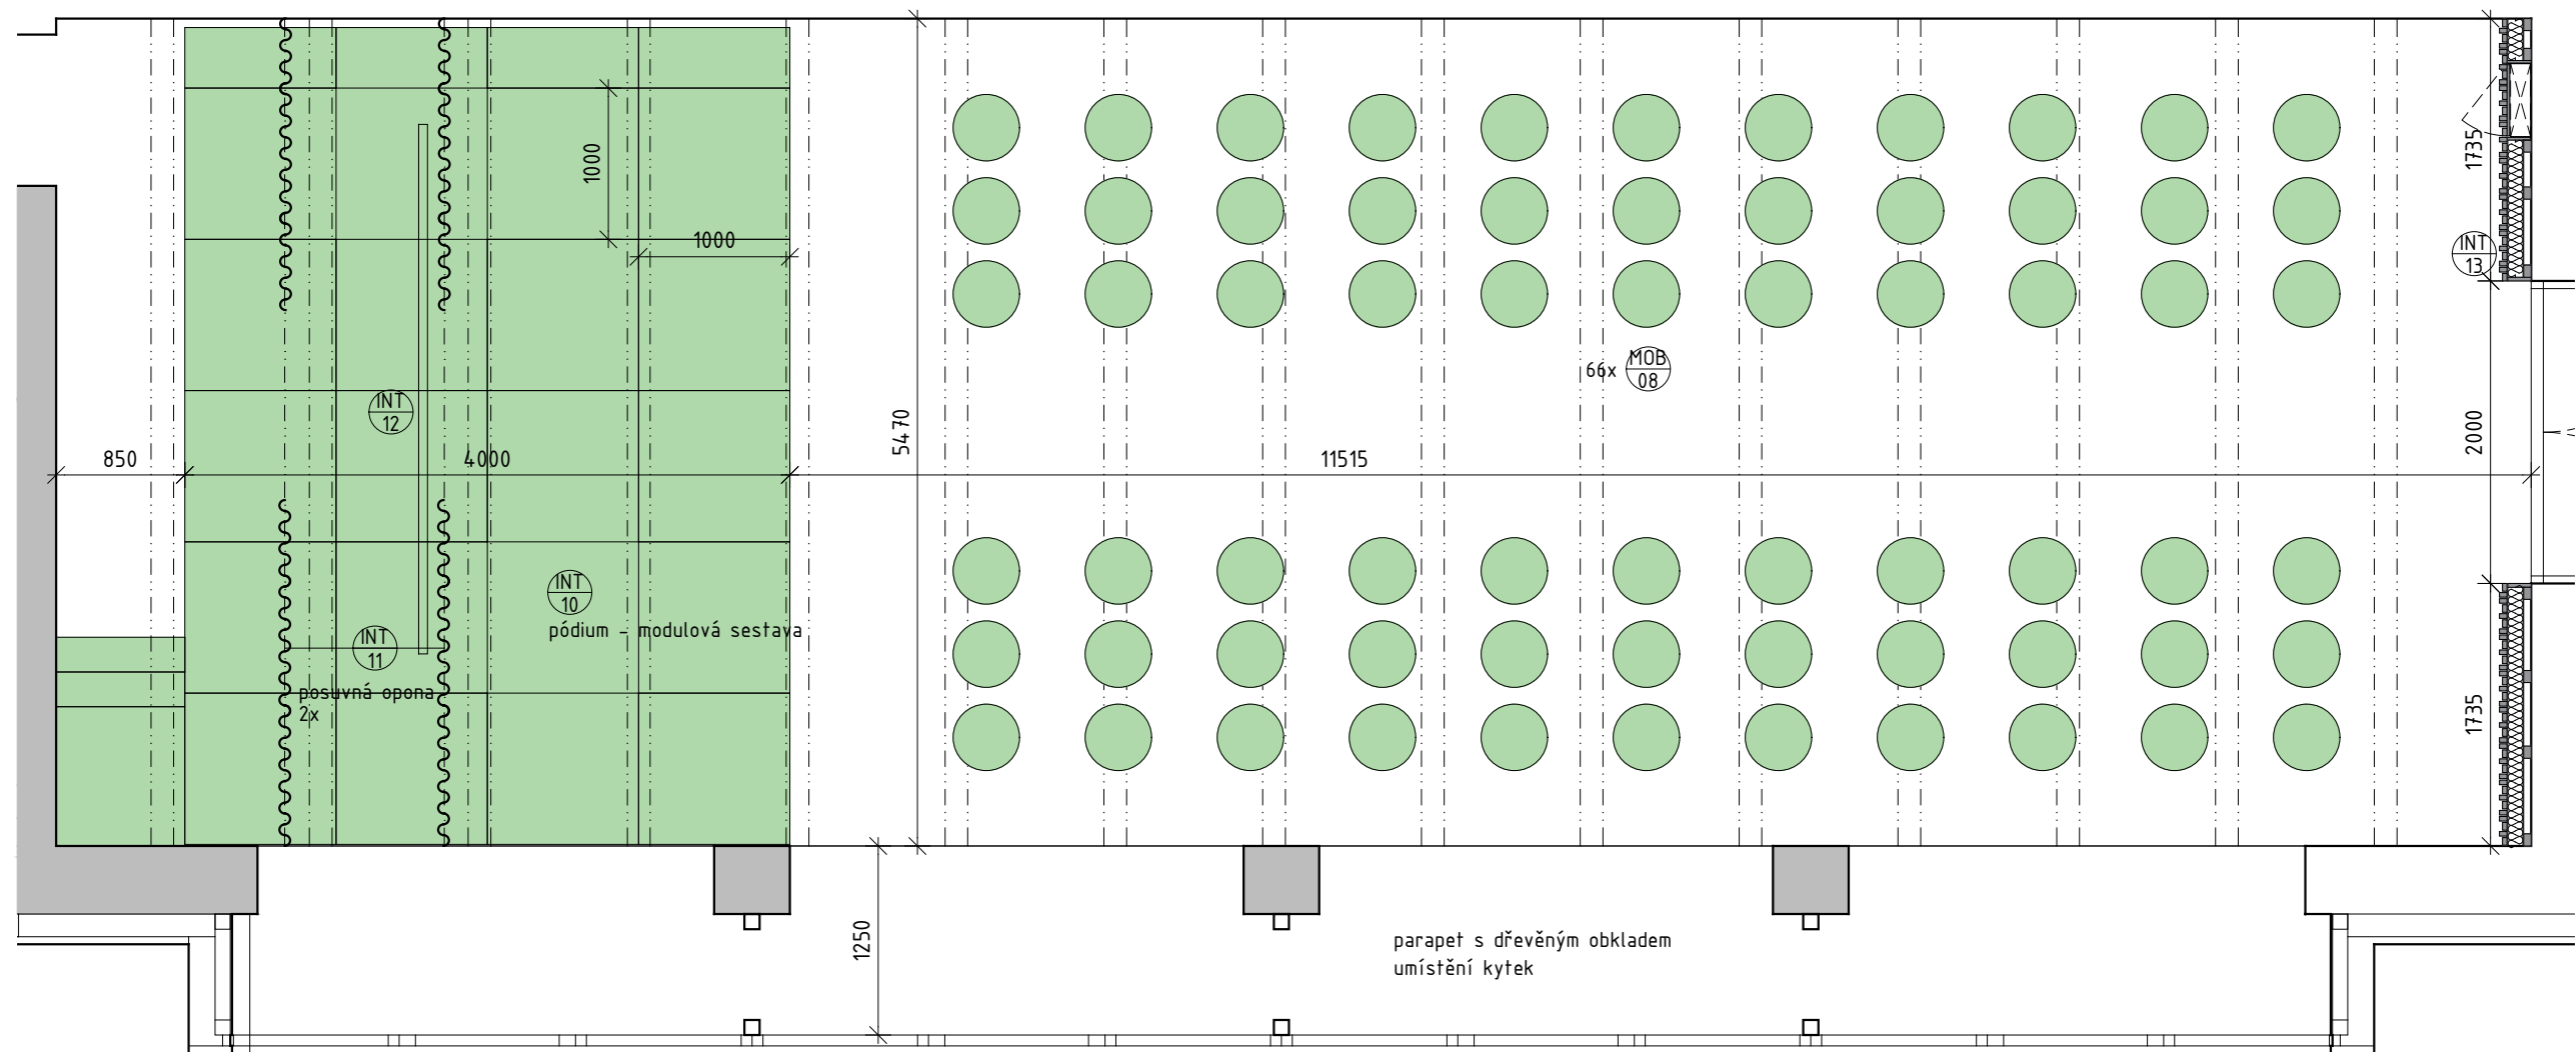 1000
1735
1000
INT
13
66x
MOB
08
INT
12
5470
2000
850
4000
11515
INT
10
pódium - modulová sestava
INT
11
posuvná opona
2x
1735
1250
parapet s dřevěným obkladem
umístění kytek